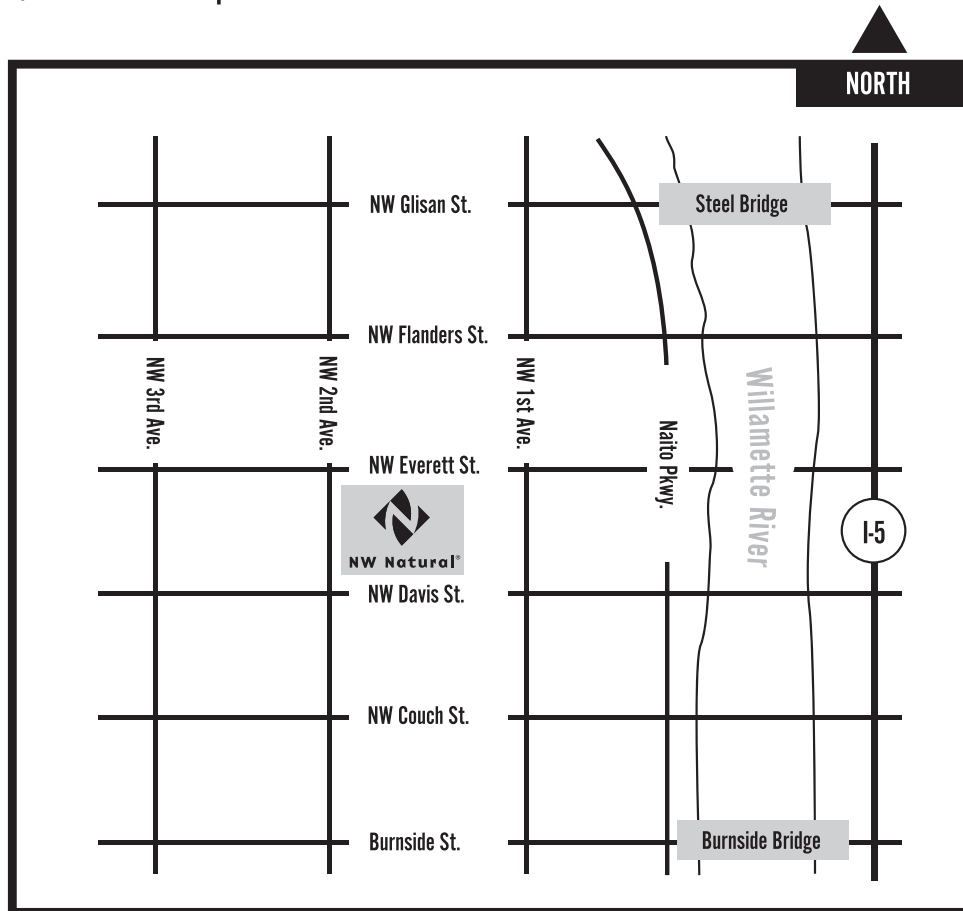 NORTH
NW Glisan St.
Steel Bridge
NW Flanders St.
NW 3rd Ave.
NW 2nd Ave.
NW 1st Ave.
Naito Pkwy.
Willamette River
NW Everett St.
NW Natural®
I-5
NW Davis St.
NW Couch St.
Burnside St.
Burnside Bridge